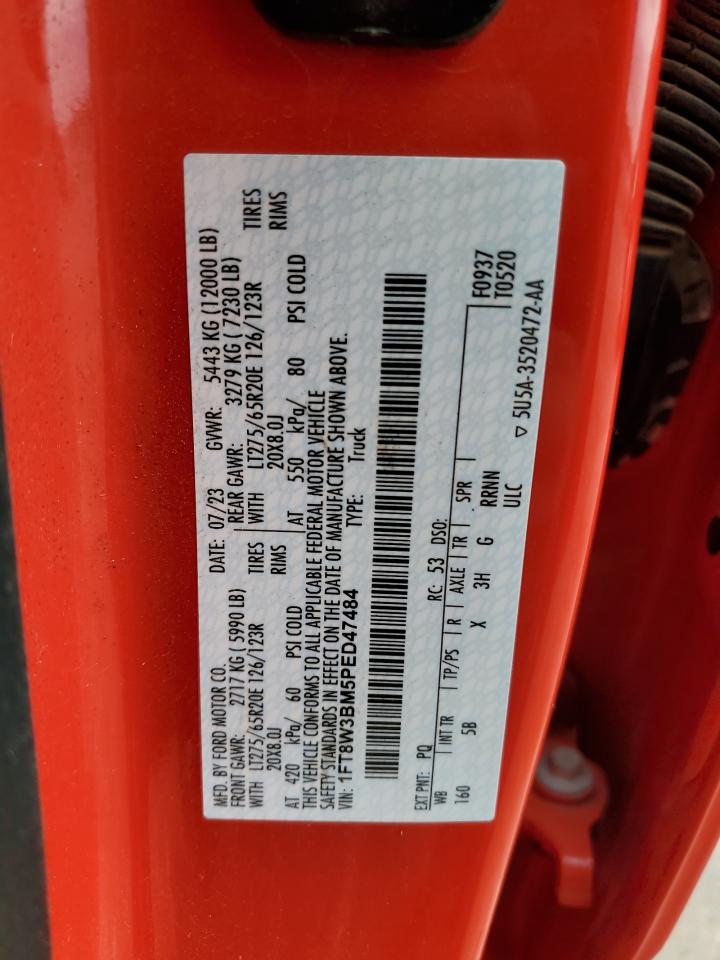 MFD. BY FORD MOTOR CO.
DATE: 07/23 GVWR: 5443 KG (12000 LB)
FRONT GAWR: 2717 KG ( 5990 LB) REAR GAWR: 3279 KG ( 7230 LB)
WITH LT275/65R20E 126/123R TIRES WITH LT275/65R20E 126/123R TIRES
20X8.0J RIMS 20X8.0J RIMS
AT 420 kPa/ 60 PSI COLD AT 550 kPa/ 80 PSI COLD
THIS VEHICLE CONFORMS TO ALL APPLICABLE FEDERAL MOTOR VEHICLE
SAFETY STANDARDS IN EFFECT ON THE DATE OF MANUFACTURE SHOWN ABOVE.
VIN: 1FT8W3BM5PED47484 TYPE: Truck
EXT PNT: PQ RC: 53 DSO: F0937
WB INT TR TP/PS R AXLE TR SPR T0520
160 5B X 3H G RRNN
ULC
▽ 5U5A-3520472-AA